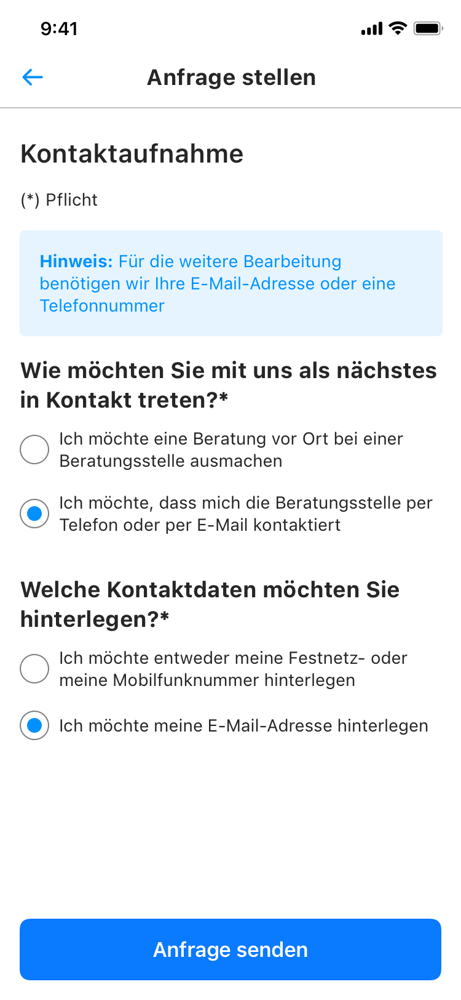 9:41
Anfrage stellen
Kontaktaufnahme
(*) Pflicht
Hinweis: Für die weitere Bearbeitung
benötigen wir Ihre E-Mail-Adresse oder eine
Telefonnummer
Wie möchten Sie mit uns als nächstes
in Kontakt treten?*
Ich möchte eine Beratung vor Ort bei einer
Beratungsstelle ausmachen
Ich möchte, dass mich die Beratungsstelle per
Telefon oder per E-Mail kontaktiert
Welche Kontaktdaten möchten Sie
hinterlegen?*
Ich möchte entweder meine Festnetz- oder
meine Mobilfunknummer hinterlegen
Ich möchte meine E-Mail-Adresse hinterlegen
Anfrage senden